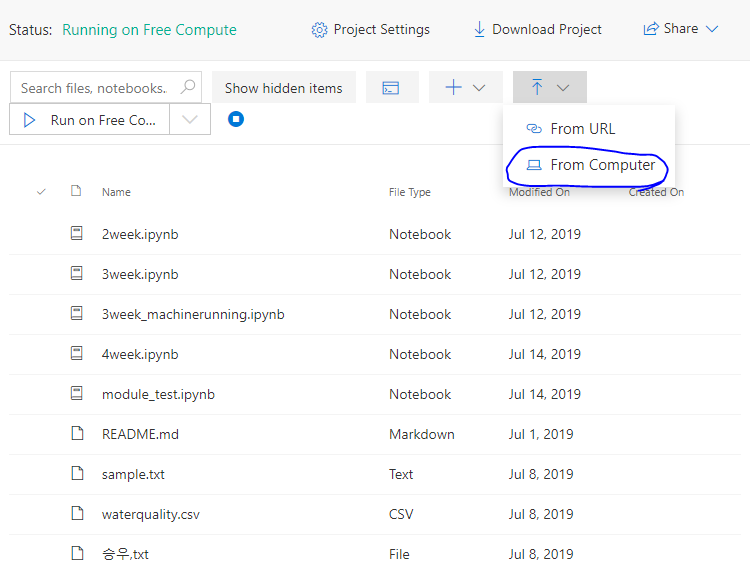 Status: Running on Free Compute Project Settings Download Project Share
Search files, notebooks. Show hidden items
Run on Free Co...
From URL
From Computer
Name File Type Modified On Created On
2week.ipynb Notebook Jul 12, 2019
3week.ipynb Notebook Jul 12, 2019
3week_machinerunning.ipynb Notebook Jul 12, 2019
4week.ipynb Notebook Jul 14, 2019
module_test.ipynb Notebook Jul 14, 2019
README.md Markdown Jul 1, 2019
sample.txt Text Jul 8, 2019
waterquality.csv CSV Jul 8, 2019
승우,txt File Jul 8, 2019